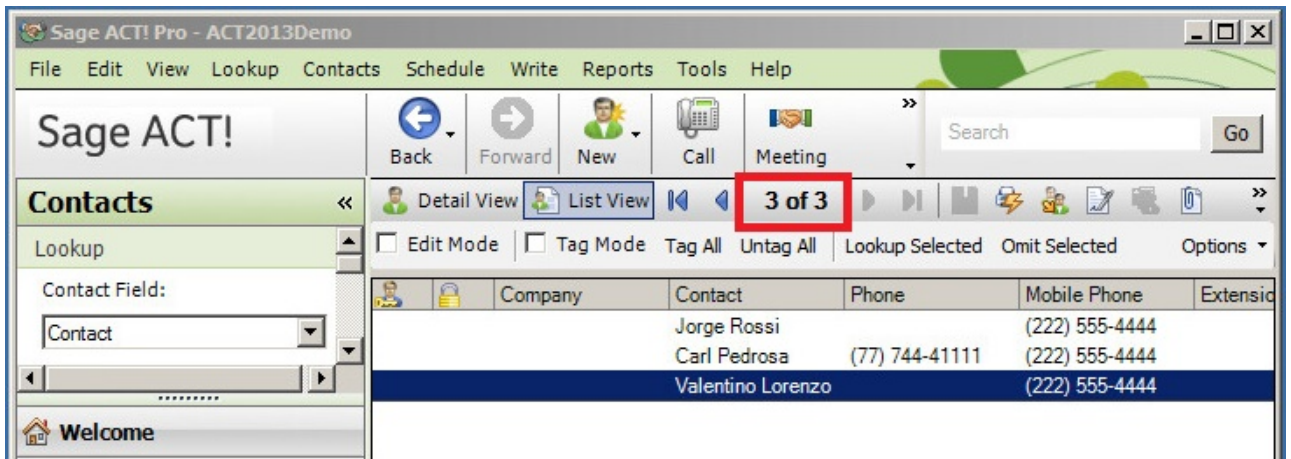 Sage ACT! Pro - ACT2013Demo
File Edit View Lookup Contacts Schedule Write Reports Tools Help
Sage ACT!
Back Forward New Call Meeting Search Go
Contacts
Detail View List View 3 of 3
Lookup
Edit Mode Tag Mode Tag All Untag All Lookup Selected Omit Selected Options
Contact Field:
Company Contact Phone Mobile Phone Extensio
Contact
Jorge Rossi (222) 555-4444
Carl Pedrosa (77) 744-41111 (222) 555-4444
Valentino Lorenzo (222) 555-4444
Welcome